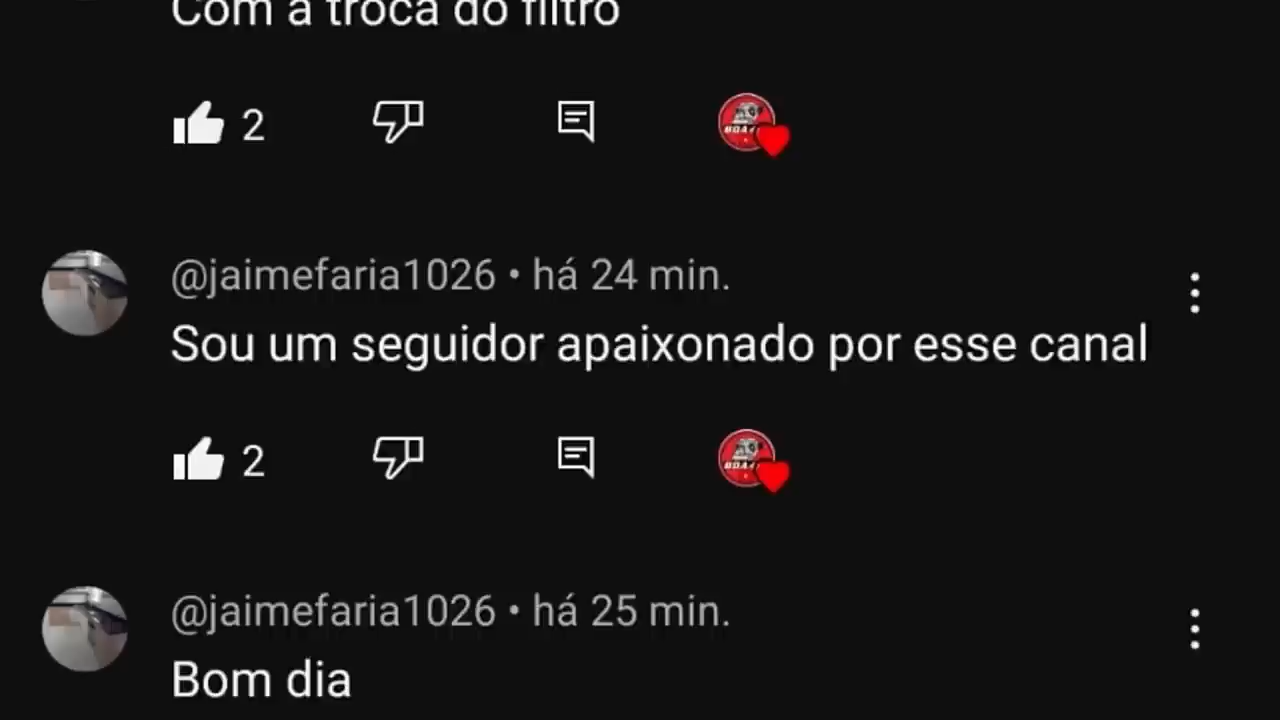 Com a troca do filtro
2
@jaimefaria1026 • há 24 min.
Sou um seguidor apaixonado por esse canal
2
@jaimefaria1026 • há 25 min.
Bom dia